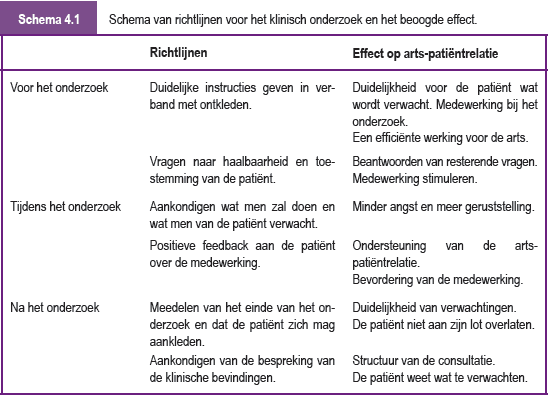 Schema 4.1 Schema van richtlijnen voor het klinisch onderzoek en het beoogde effect.
Richtlijnen Effect op arts-patiëntrelatie
Voor het onderzoek Duidelijke instructies geven in ver- Duidelijkheid voor de patiënt wat
band met ontkleden. wordt verwacht. Medewerking bij het
onderzoek.
Een efficiënte werking voor de arts.
Vragen naar haalbaarheid en toe- Beantwoorden van resterende vragen.
stemming van de patiënt. Medewerking stimuleren.
Tijdens het onderzoek Aankondigen wat men zal doen en Minder angst en meer geruststelling.
wat men van de patiënt verwacht.
Positieve feedback aan de patiënt Ondersteuning van de arts-
over de medewerking. patiëntrelatie.
Bevordering van de medewerking.
Na het onderzoek Meedelen van het einde van het on- Duidelijkheid van verwachtingen.
derzoek en dat de patiënt zich mag De patiënt niet aan zijn lot overlaten.
aankleden.
Aankondigen van de bespreking van Structuur van de consultatie.
de klinische bevindingen. De patiënt weet wat te verwachten.